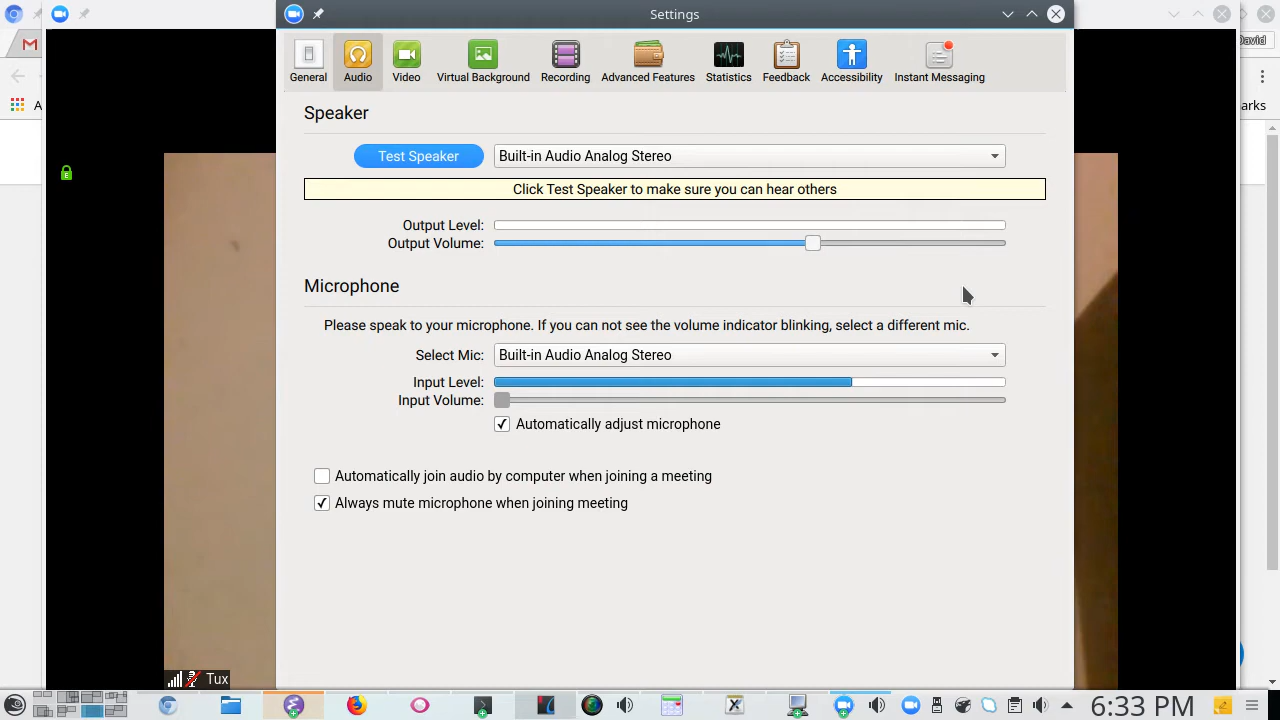 Settings
David
General
Audio
Video
Virtual Background
Recording
Advanced Features
Statistics
Feedback
Accessibility
Instant Messaging
A
arks
Speaker
Test Speaker
Built-in Audio Analog Stereo
Click Test Speaker to make sure you can hear others
Output Level:
Output Volume:
Microphone
Please speak to your microphone. If you can not see the volume indicator blinking, select a different mic.
Select Mic:
Built-in Audio Analog Stereo
Input Level:
Input Volume:
Automatically adjust microphone
Automatically join audio by computer when joining a meeting
Always mute microphone when joining meeting
Tux
6:33 PM